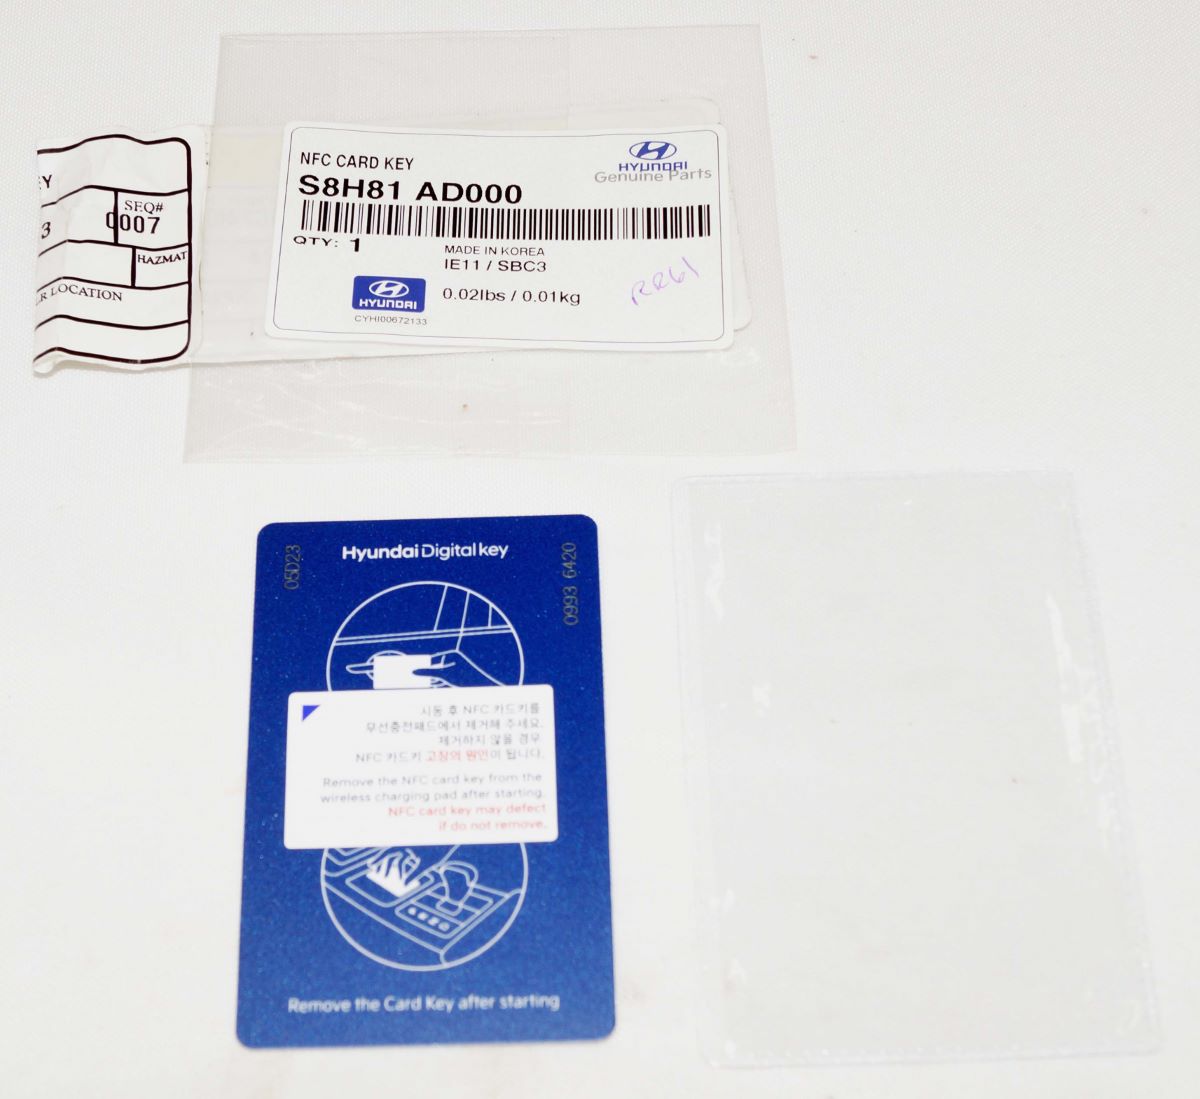 NFC CARD KEY
S8H81 AD000
HYUNDAI
Genuine Parts
QTY: 1
MADE IN KOREA
IE11 / SBC3
HYUNDAI
0.02lbs / 0.01kg
CYHI00672133
RR61
EY
SEQ#
3
0007
HAZMAT
LOCATION
Hyundai Digital key
05D23
0993 6420
시동 후 NFC 카드키를
무선충전패드에서 제거해 주세요.
제거하지 않을 경우
NFC 카드키 고장의 원인이 됩니다.
Remove the NFC card key from the
wireless charging pad after starting.
NFC card key may defect
if do not remove.
Remove the Card Key after starting